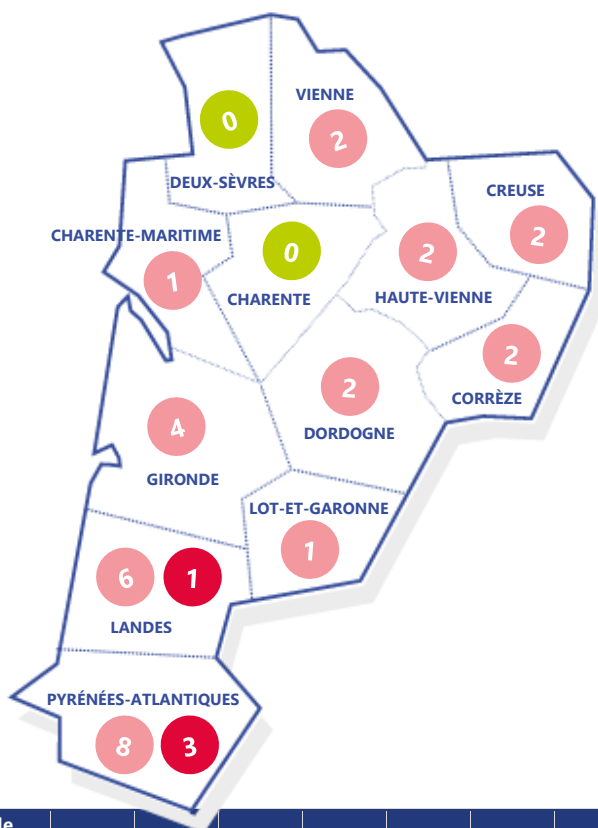 VIENNE
0
2
DEUX-SÈVRES
CREUSE
CHARENTE-MARITIME
0
2
2
1
CHARENTE
HAUTE-VIENNE
2
2
CORRÈZE
4
DORDOGNE
GIRONDE
LOT-ET-GARONNE
1
6 1
LANDES
PYRÉNÉES-ATLANTIQUES
8 3